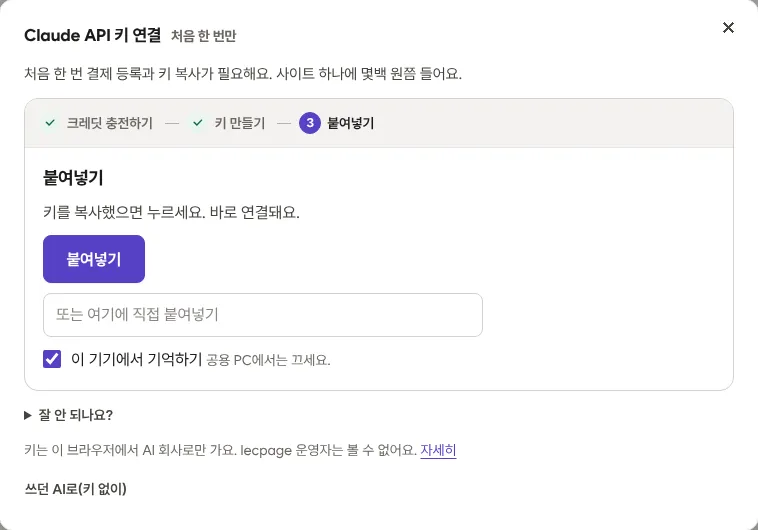 Claude API 키 연결 처음 한 번만
처음 한 번 결제 등록과 키 복사가 필요해요. 사이트 하나에 몇백 원쯤 들어요.
크레딧 충전하기 — 키 만들기 — 3 붙여넣기
붙여넣기
키를 복사했으면 누르세요. 바로 연결돼요.
붙여넣기
또는 여기에 직접 붙여넣기
이 기기에서 기억하기 공용 PC에서는 끄세요.
잘 안 되나요?
키는 이 브라우저에서 AI 회사로만 가요. lecpage 운영자는 볼 수 없어요. 자세히
쓰던 AI로(키 없이)